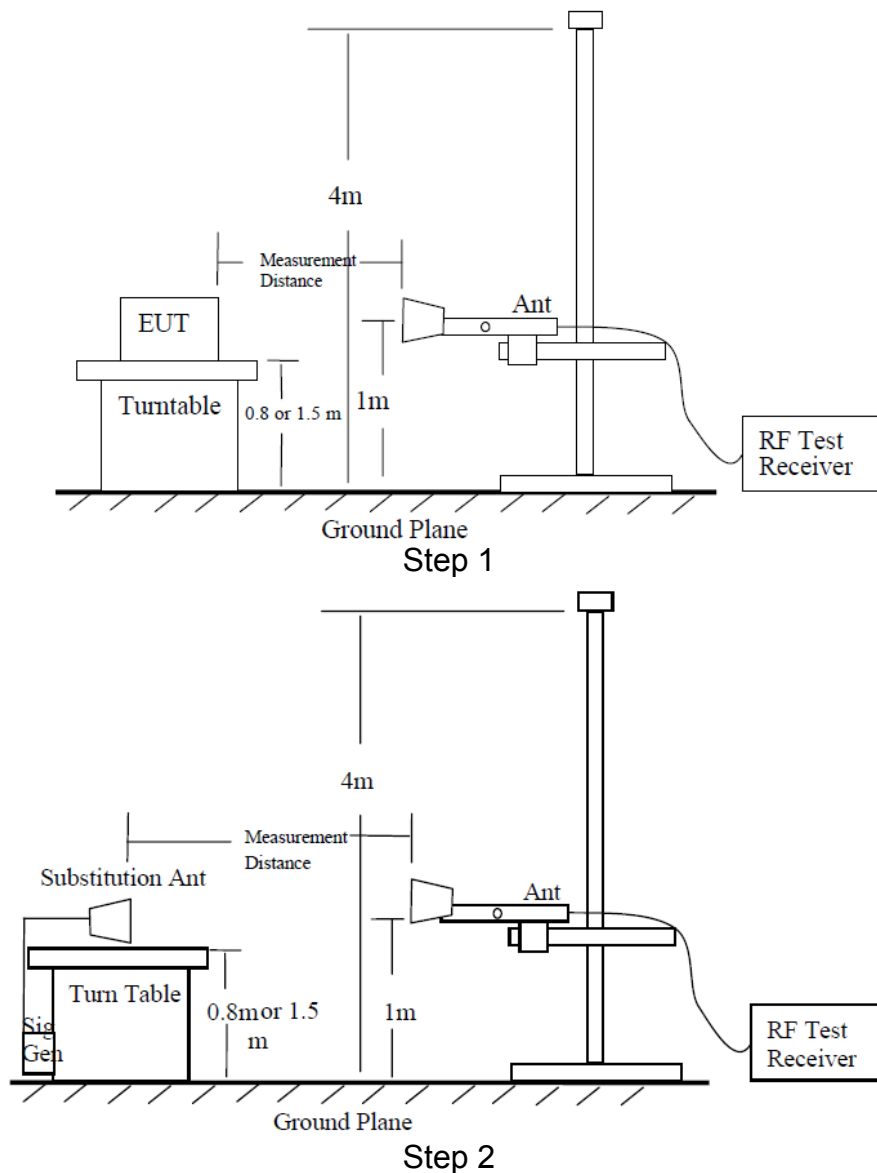 4m
Measurement
Distance
EUT
Ant
Turntable
0.8 or 1.5 m
1m
RF Test
Receiver
Ground Plane
Step 1
4m
Measurement
Distance
Substitution Ant
Ant
Turn Table
0.8m or 1.5
m
1m
Sig
Gen
RF Test
Receiver
Ground Plane
Step 2